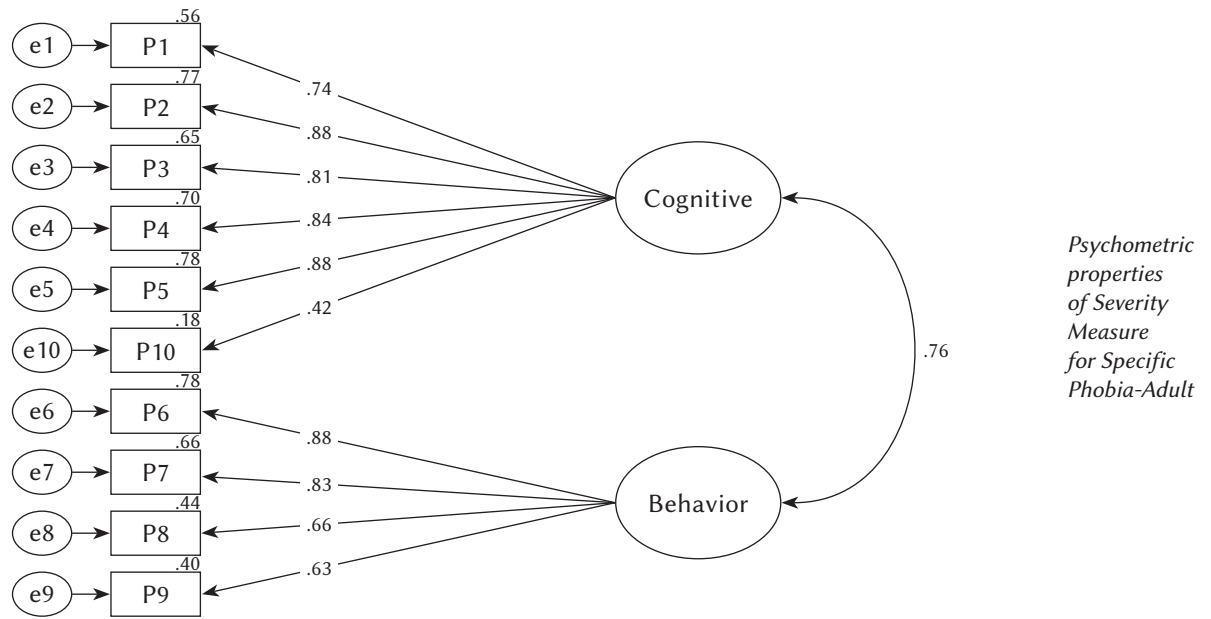 .56
e1 P1
.74
.77
e2 P2
.88
.65
e3 P3
.81
.70
e4 P4
.84
.78
e5 P5
.88
.18
e10 P10
.42
Cognitive
.78
e6 P6
.88
.66
e7 P7
.83
.44
e8 P8
.66
.40
e9 P9
.63
Behavior
.76
Psychometric
properties
of Severity
Measure
for Specific
Phobia-Adult